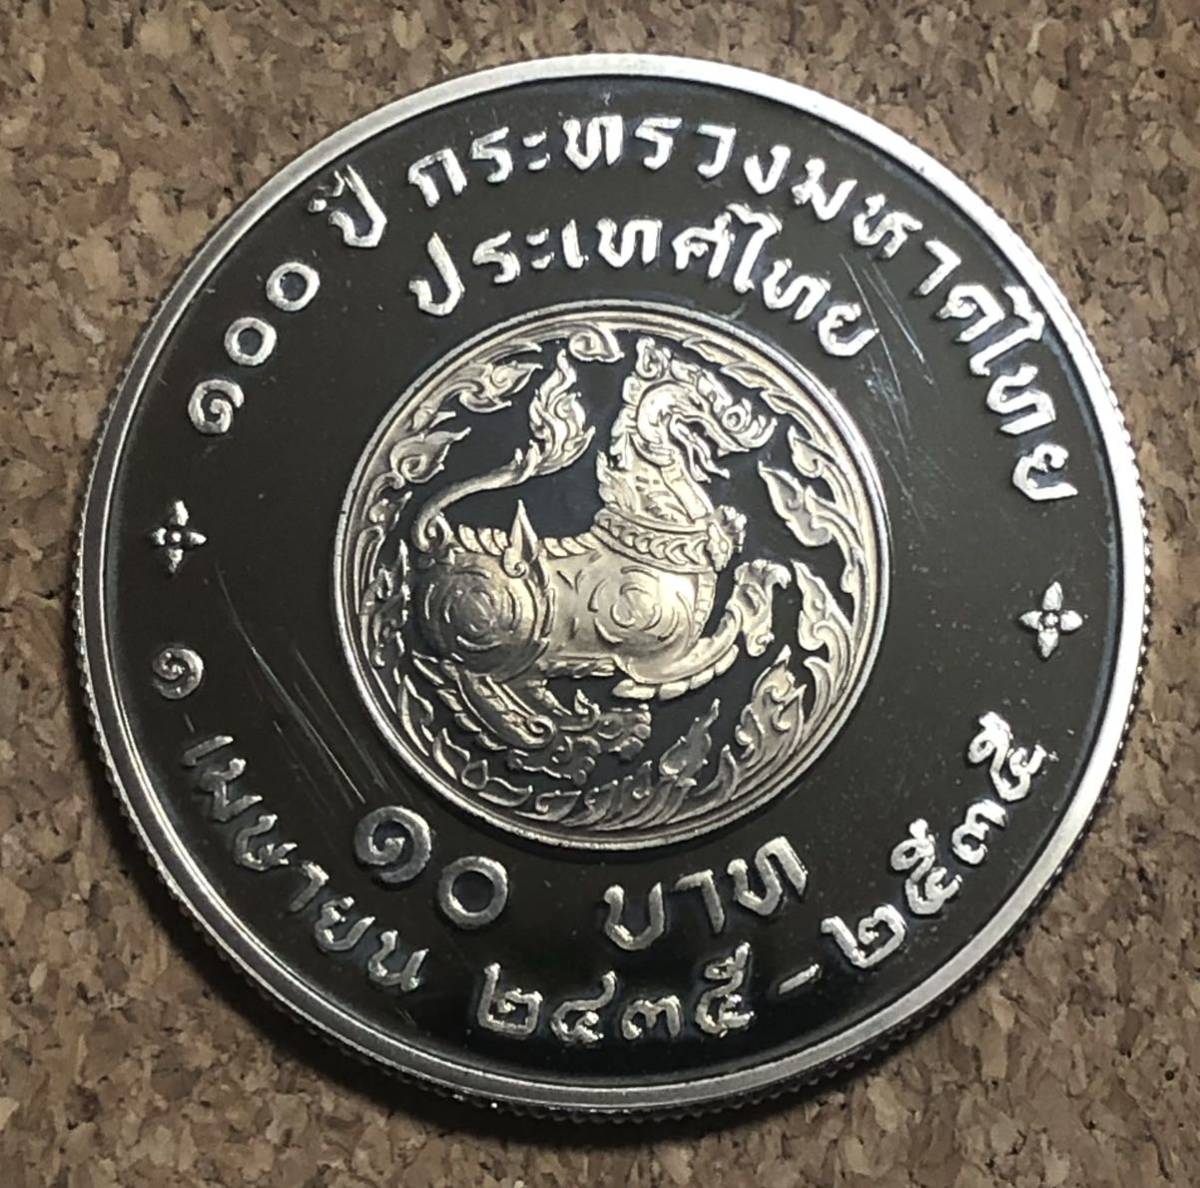 ๑๐๐ ปี กระทรวงมหาดไทย
ประเทศไทย
๑๐ บาท
๑ เมษายน ๒๔๓๕ - ๒๕๓๕